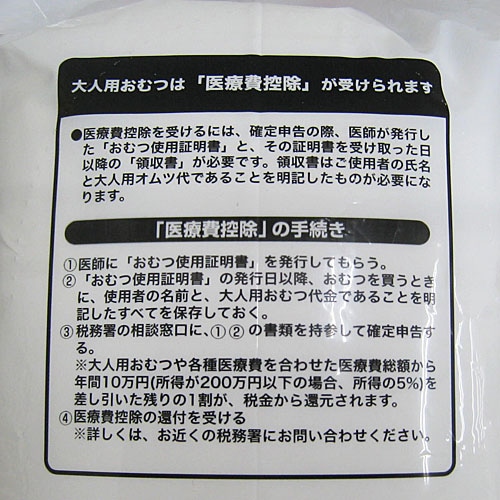 大人用おむつは「医療費控除」が受けられます
●医療費控除を受けるには、確定申告の際、医師が発行し
た「おむつ使用証明書」と、その証明書を受け取った日
以降の「領収書」が必要です。領収書はご使用者の氏名
と大人用オムツ代であることを明記したものが必要にな
ります。
「医療費控除」の手続き
①医師に「おむつ使用証明書」を発行してもらう。
②「おむつ使用証明書」の発行日以降、おむつを買うとき
に、使用者の名前と、大人用おむつ代金であることを明
記したすべてを保存しておく。
③税務署の相談窓口に、①②の書類を持参して確定申告す
る。
※大人用おむつや各種医療費を合わせた医療費総額から
年間10万円(所得が200万円以下の場合、所得の5%)を
差し引いた残りの1割が、税金から還元されます。
④医療費控除の還付を受ける
※詳しくは、お近くの税務署にお問い合わせください。